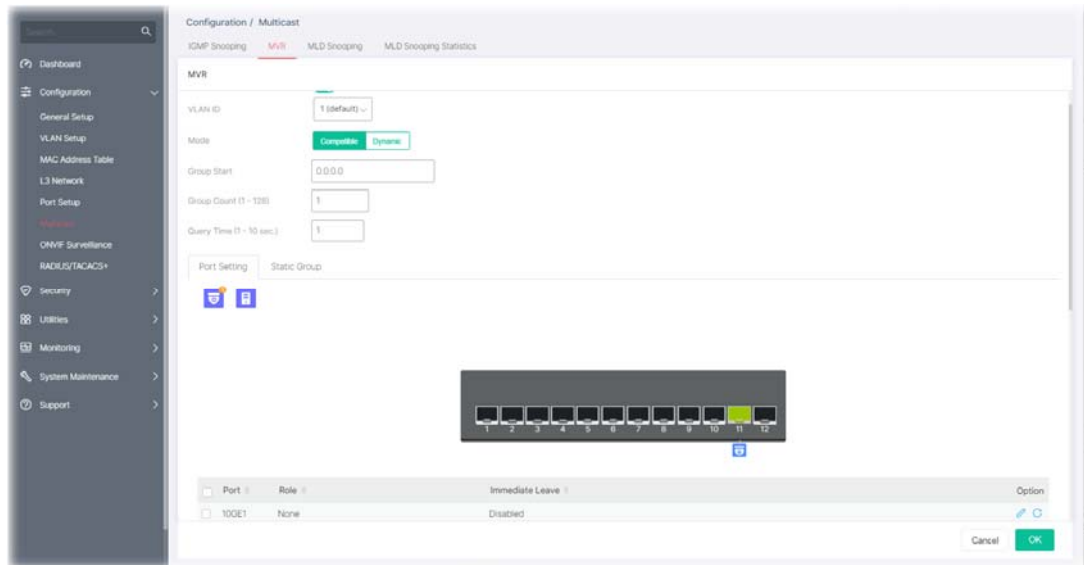 Search...
Configuration / Multicast
IGMP Snooping MVR MLD Snooping MLD Snooping Statistics
Dashboard
Configuration
General Setup
VLAN Setup
MAC Address Table
L3 Network
Port Setup
Multicast
ONVIF Surveillance
RADIUS/TACACS+
Security
Utilities
Monitoring
System Maintenance
Support
MVR
VLAN ID 1 (default)
Mode Compatible Dynamic
Group Start 0.0.0.0
Group Count (1 - 128) 1
Query Time (1 - 10 sec.) 1
Port Setting Static Group
1 2 3 4 5 6 7 8 9 10 11 12
Port Role Immediate Leave Option
10GE1 None Disabled
Cancel OK